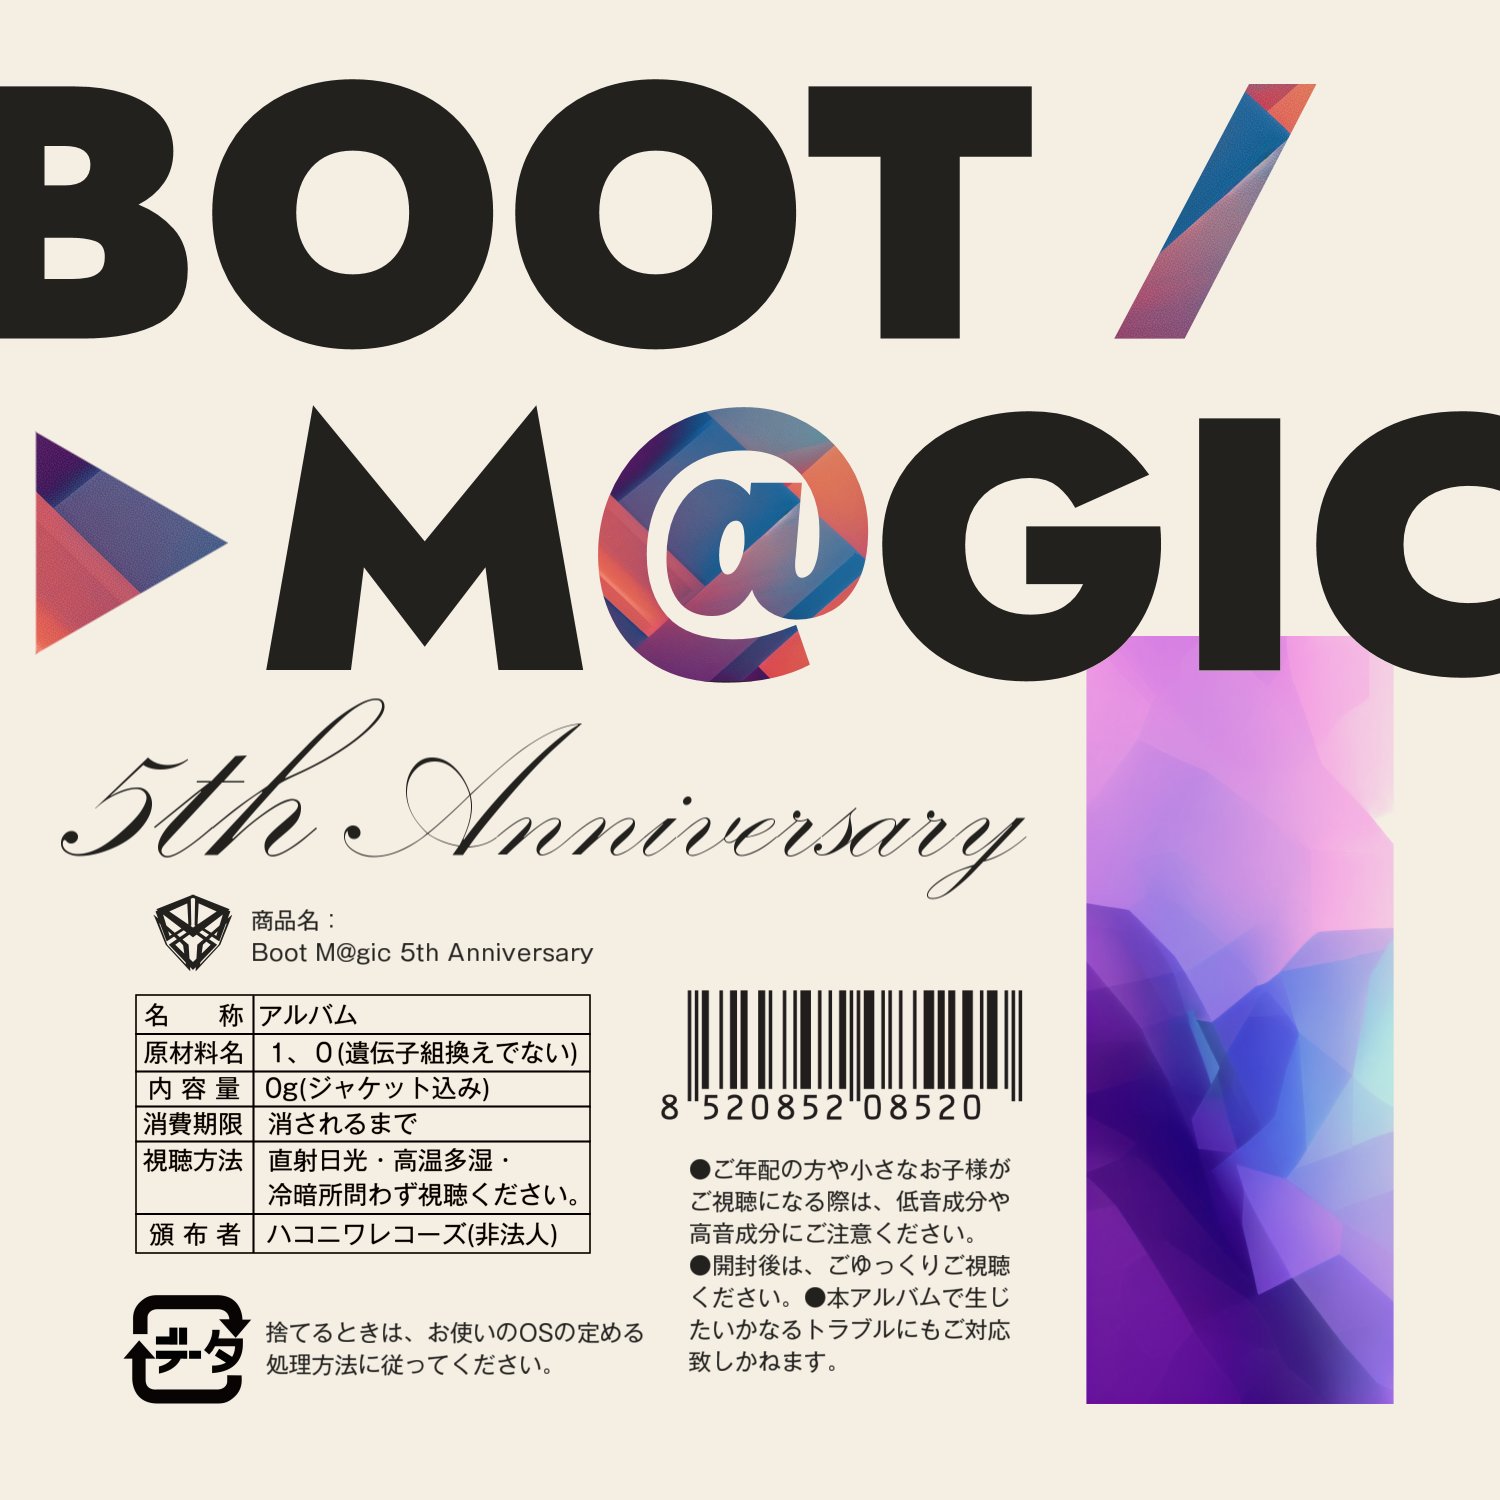 BOOT /
M@GIC
5th Anniversary
商品名：
Boot M@gic 5th Anniversary
名　　称 アルバム
原材料名 １、０(遺伝子組換えでない)
内 容 量 0g(ジャケット込み)
消費期限 消されるまで
視聴方法 直射日光・高温多湿・
冷暗所問わず視聴ください。
頒 布 者 ハコニワレコーズ(非法人)
データ
捨てるときは、お使いのOSの定める
処理方法に従ってください。
8 520852 08520
●ご年配の方や小さなお子様が
ご視聴になる際は、低音成分や
高音成分にご注意ください。
●開封後は、ごゆっくりご視聴
ください。●本アルバムで生じ
たいかなるトラブルにもご対応
致しかねます。